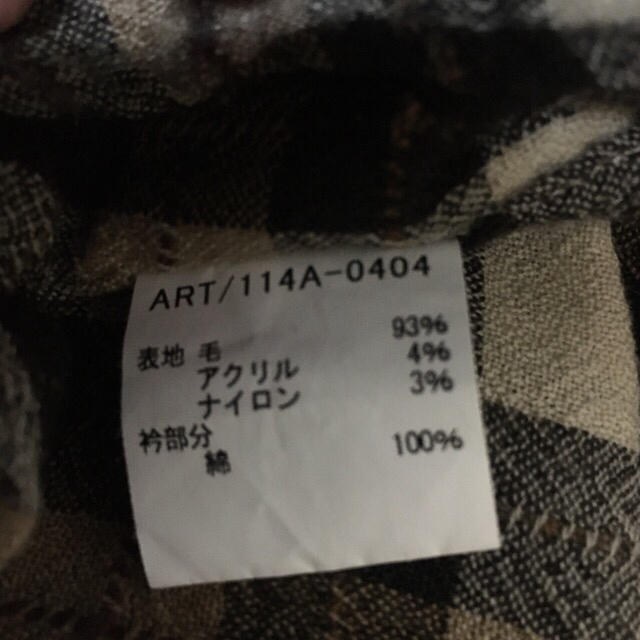 ART/114A-0404
表地 毛 93%
アクリル 4%
ナイロン 3%
衿部分
綿 100%